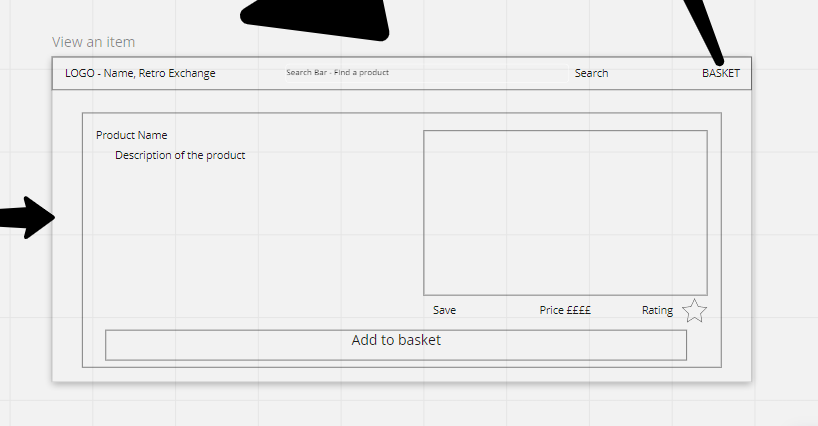 View an item
LOGO - Name, Retro Exchange
Search Bar - Find a product
Search
BASKET
Product Name
Description of the product
Save
Price ££££
Rating
Add to basket